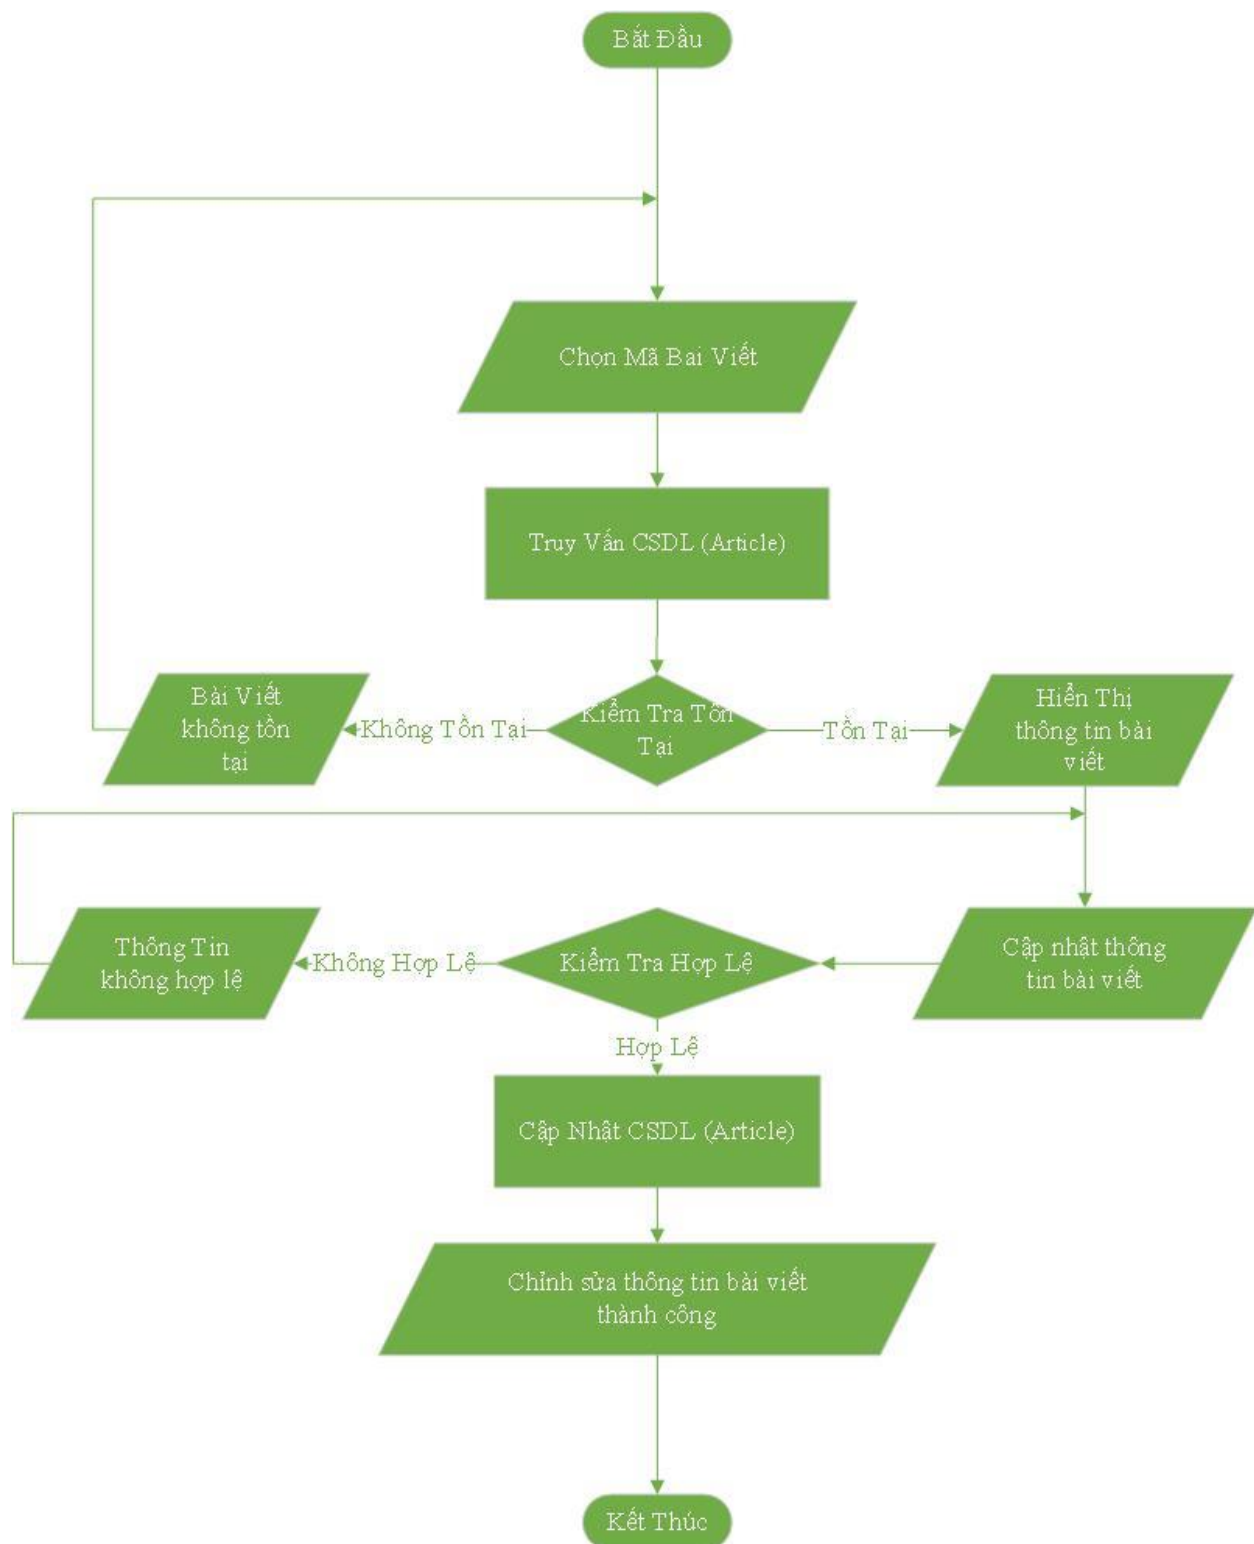 Bắt Đầu
Chọn Mã Bai Viết
Truy Vấn CSDL (Article)
Bài Viết
không tồn
tại
Không Tồn Tại
Kiểm Tra Tồn
Tại
Tồn Tại
Hiển Thị
thông tin bài
viết
Thông Tin
không hợp lệ
Không Hợp Lệ
Kiểm Tra Hợp Lệ
Cập nhật thông
tin bài viết
Hợp Lệ
Cập Nhật CSDL (Article)
Chỉnh sửa thông tin bài viết
thành công
Kết Thúc